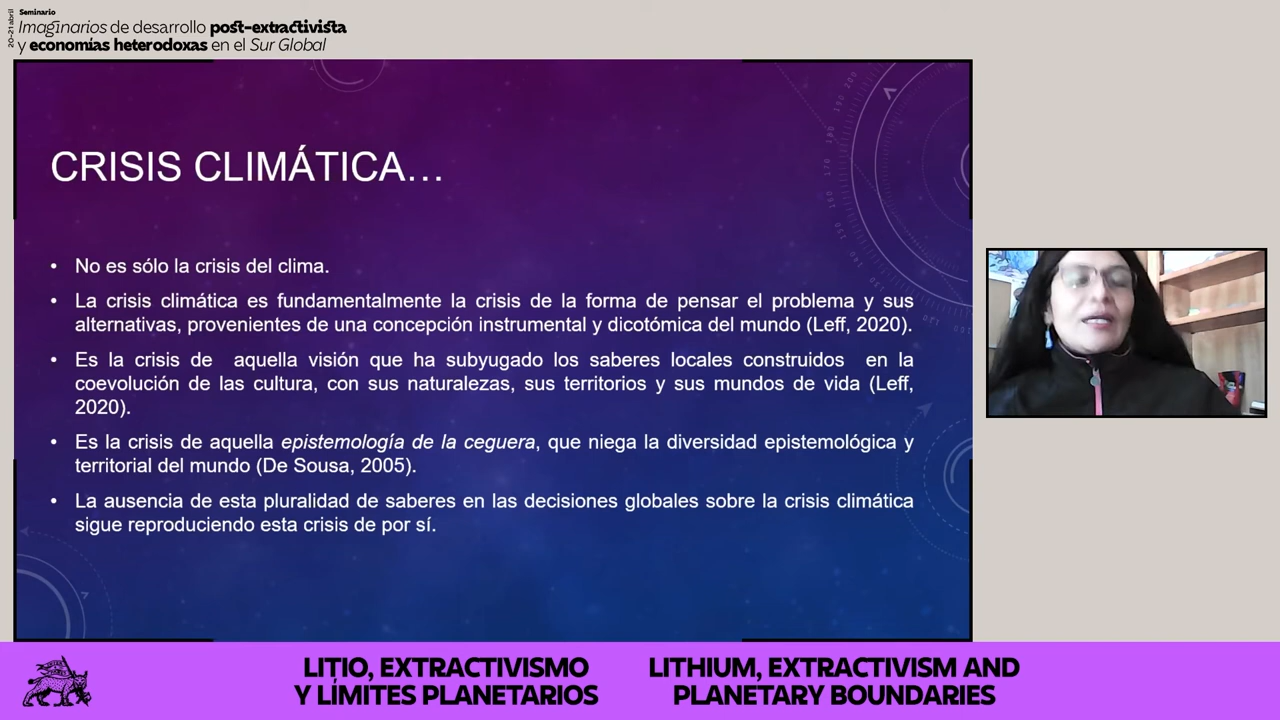 20-21 abril
Seminario
Imaginarios de desarrollo post-extractivista
y economías heterodoxas en el Sur Global
CRISIS CLIMÁTICA…
• No es sólo la crisis del clima.
• La crisis climática es fundamentalmente la crisis de la forma de pensar el problema y sus
alternativas, provenientes de una concepción instrumental y dicotómica del mundo (Leff, 2020).
• Es la crisis de aquella visión que ha subyugado los saberes locales construidos en la
coevolución de las cultura, con sus naturalezas, sus territorios y sus mundos de vida (Leff,
2020).
• Es la crisis de aquella epistemología de la ceguera, que niega la diversidad epistemológica y
territorial del mundo (De Sousa, 2005).
• La ausencia de esta pluralidad de saberes en las decisiones globales sobre la crisis climática
sigue reproduciendo esta crisis de por sí.
LITIO, EXTRACTIVISMO
Y LÍMITES PLANETARIOS
LITHIUM, EXTRACTIVISM AND
PLANETARY BOUNDARIES